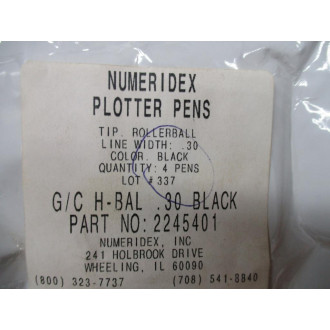 NUMERIDEX
PLOTTER PENS
TIP. ROLLERBALL
LINE WIDTH: .30
COLOR: BLACK
QUANTITY: 4 PENS
LOT #337
G/C H-BAL .30 BLACK
PART NO: 2245401
NUMERIDEX, INC
241 HOLBROOK DRIVE
WHEELING, IL 60090
(800) 323-7737 (708) 541-8840